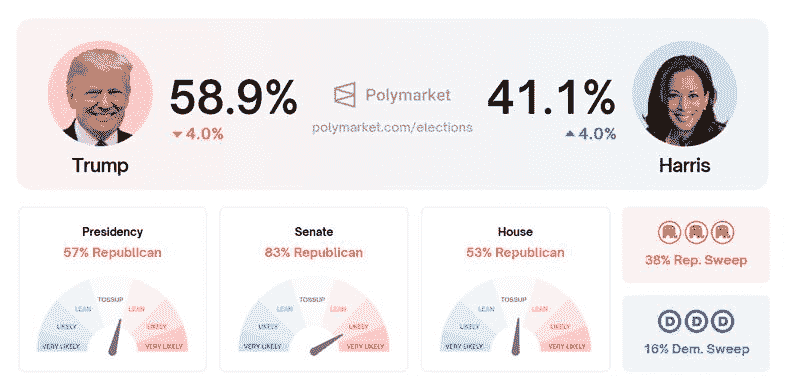 58.9%
▼4.0%
Trump
Polymarket
polymarket.com/elections
41.1%
▲4.0%
Harris
Presidency
57% Republican
TOSSUP
LEAN
LEAN
LIKELY
LIKELY
VERY LIKELY
VERY LIKELY
Senate
83% Republican
TOSSUP
LEAN
LEAN
LIKELY
LIKELY
VERY LIKELY
VERY LIKELY
House
53% Republican
TOSSUP
LEAN
LEAN
LIKELY
LIKELY
VERY LIKELY
VERY LIKELY
38% Rep. Sweep
D D D
16% Dem. Sweep